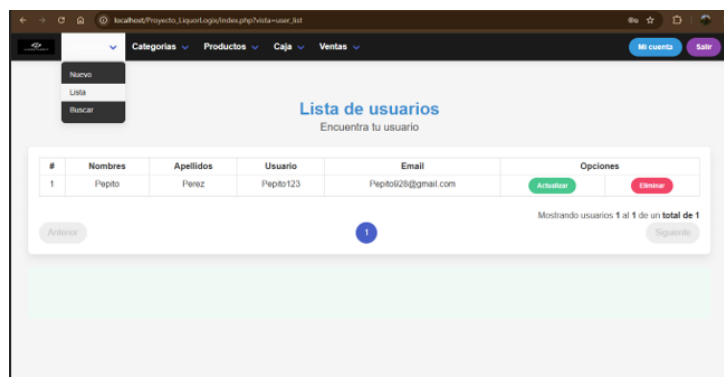 localhost/Proyecto_LiquorLogix/index.php?vista=user_list
Categorias Productos Caja Ventas Mi cuenta Salir
Nuevo
Lista
Buscar
Lista de usuarios
Encuentra tu usuario
# Nombres Apellidos Usuario Email Opciones
1 Pepito Perez Pepito123 Pepito928@gmail.com Actualizar Eliminar
Mostrando usuarios 1 al 1 de un total de 1
Anterior 1 Siguiente